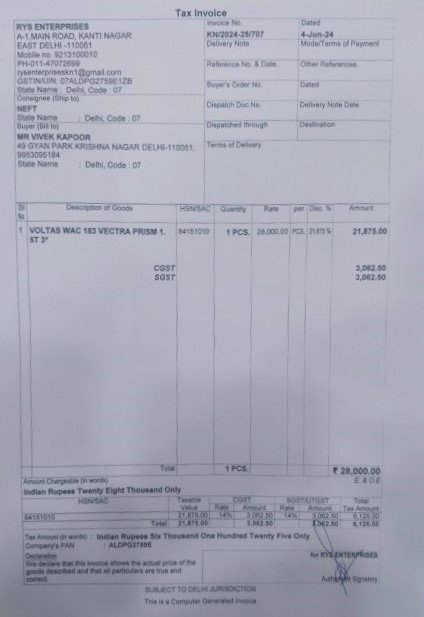 Tax Invoice
RYS ENTERPRISES
A-1,MAIN ROAD, KANTI NAGAR
EAST DELHI -110051
Mobile no. 9213100010
PH-011-47072699
rysenterpriseskn1@gmail.com
GSTIN/UIN: 07ALDPG2759E1ZB
State Name : Delhi, Code : 07
Invoice No.
KN/2024-25/707
Dated
4-Jun-24
Delivery Note
Mode/Terms of Payment
Reference No. & Date.
Other References
Buyer's Order No.
Dated
Dispatch Doc No.
Delivery Note Date
Dispatched through
Destination
Terms of Delivery
Consignee (Ship to)
NEFT
State Name : Delhi, Code : 07
Buyer (Bill to)
MR VIVEK KAPOOR
49 GYAN PARK KRISHNA NAGAR DELHI-110051.
9953095184
State Name : Delhi, Code : 07
Sl No. Description of Goods HSN/SAC Quantity Rate per Disc. % Amount
1 VOLTAS WAC 183 VECTRA PRISM 1. 84151010 1 PCS. 28,000.00 PCS. 21.875 % 21,875.00
5T 3*
CGST 3,062.50
SGST 3,062.50
Total 1 PCS. ₹ 28,000.00
Amount Chargeable (in words) E & O E
Indian Rupees Twenty Eight Thousand Only
HSN/SAC Taxable Value CGST Rate Amount SGST/UTGST Rate Amount Total Tax Amount
84151010 21,875.00 14% 3,062.50 14% 3,062.50 6,125.00
Total 21,875.00 3,062.50 3,062.50 6,125.00
Tax Amount (in words) : Indian Rupees Six Thousand One Hundred Twenty Five Only
Company's PAN : ALDPG2759E
Declaration
We declare that this invoice shows the actual price of the
goods described and that all particulars are true and
correct.
for RYS ENTERPRISES
Authorised Signatory
SUBJECT TO DELHI JURISDICTION
This is a Computer Generated Invoice